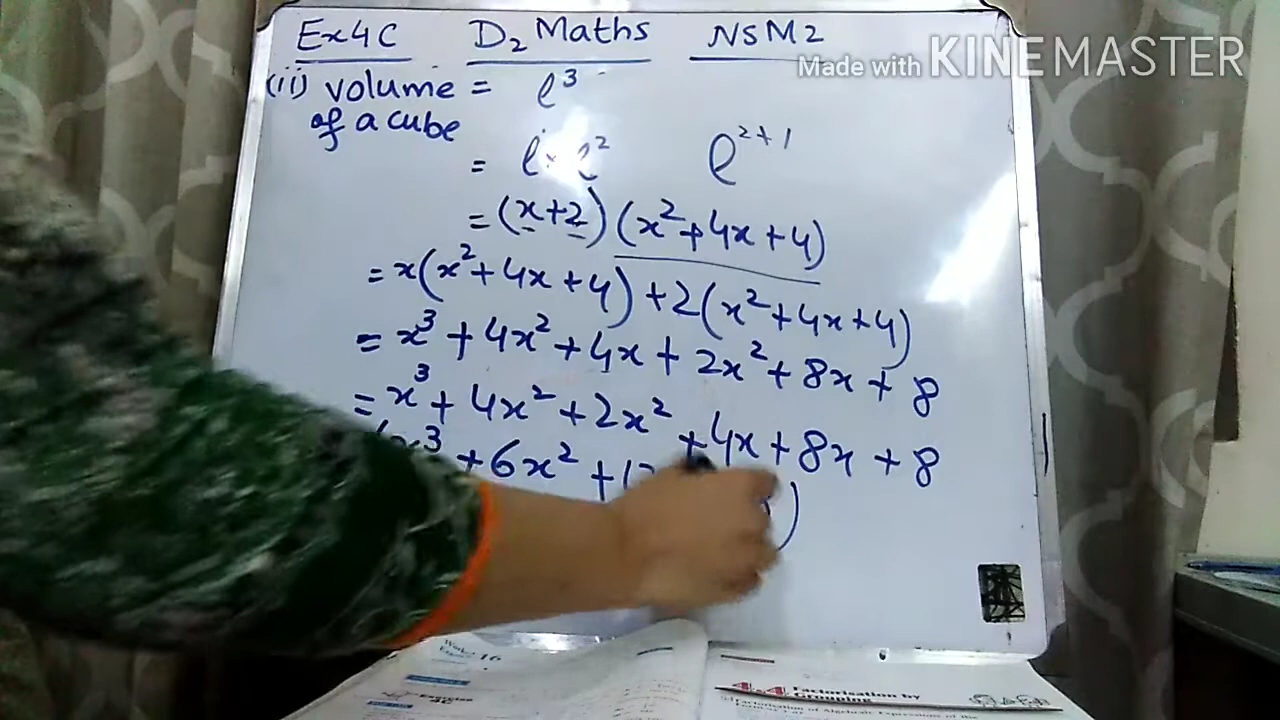 Ex4C D₂ Maths NSM2
Made with KINEMASTER
(ii) volume = l³
of a cube
= l × l² l²⁺¹
= (x+2) (x²+4x+4)
= x(x²+4x+4) +2(x²+4x+4)
= x³ + 4x² + 4x + 2x² + 8x + 8
= x³ + 4x² + 2x² + 4x + 8x + 8
+ 6x² +
Factorisation by